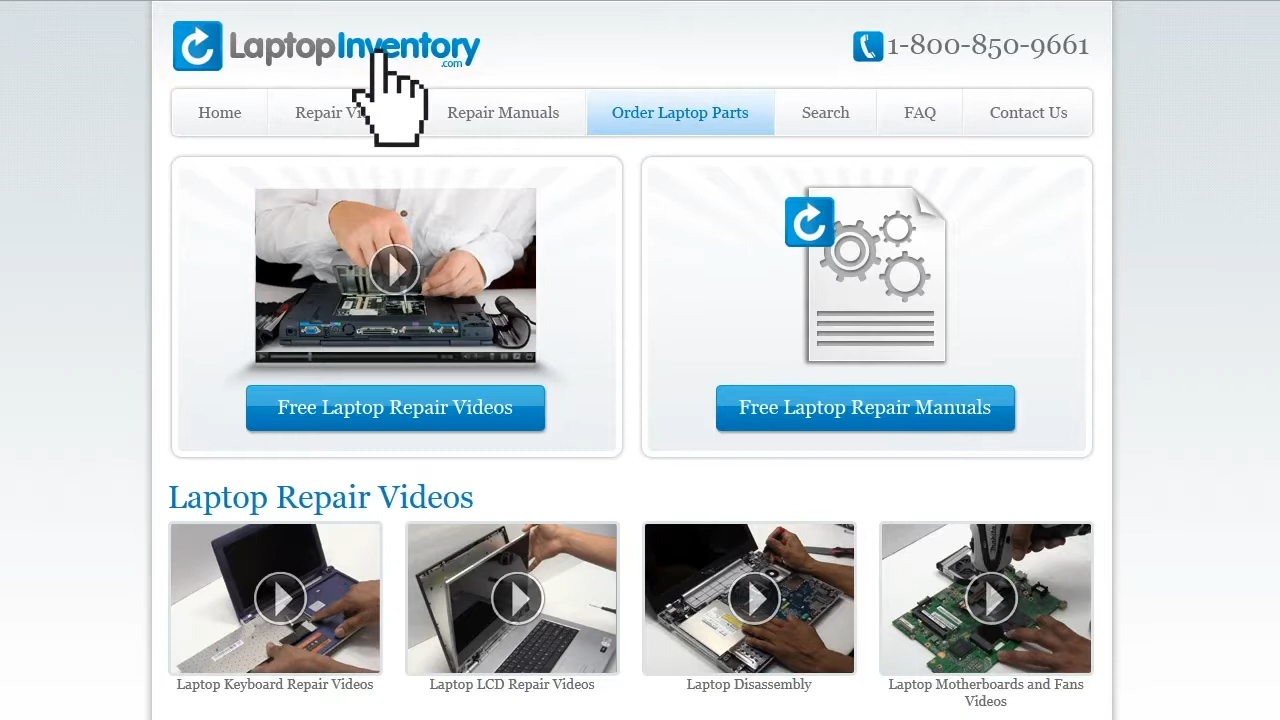 LaptopInventory
.com
1-800-850-9661
Home
Repair Vi
Repair Manuals
Order Laptop Parts
Search
FAQ
Contact Us
Free Laptop Repair Videos
Free Laptop Repair Manuals
Laptop Repair Videos
Laptop Keyboard Repair Videos
Laptop LCD Repair Videos
Laptop Disassembly
Laptop Motherboards and Fans
Videos